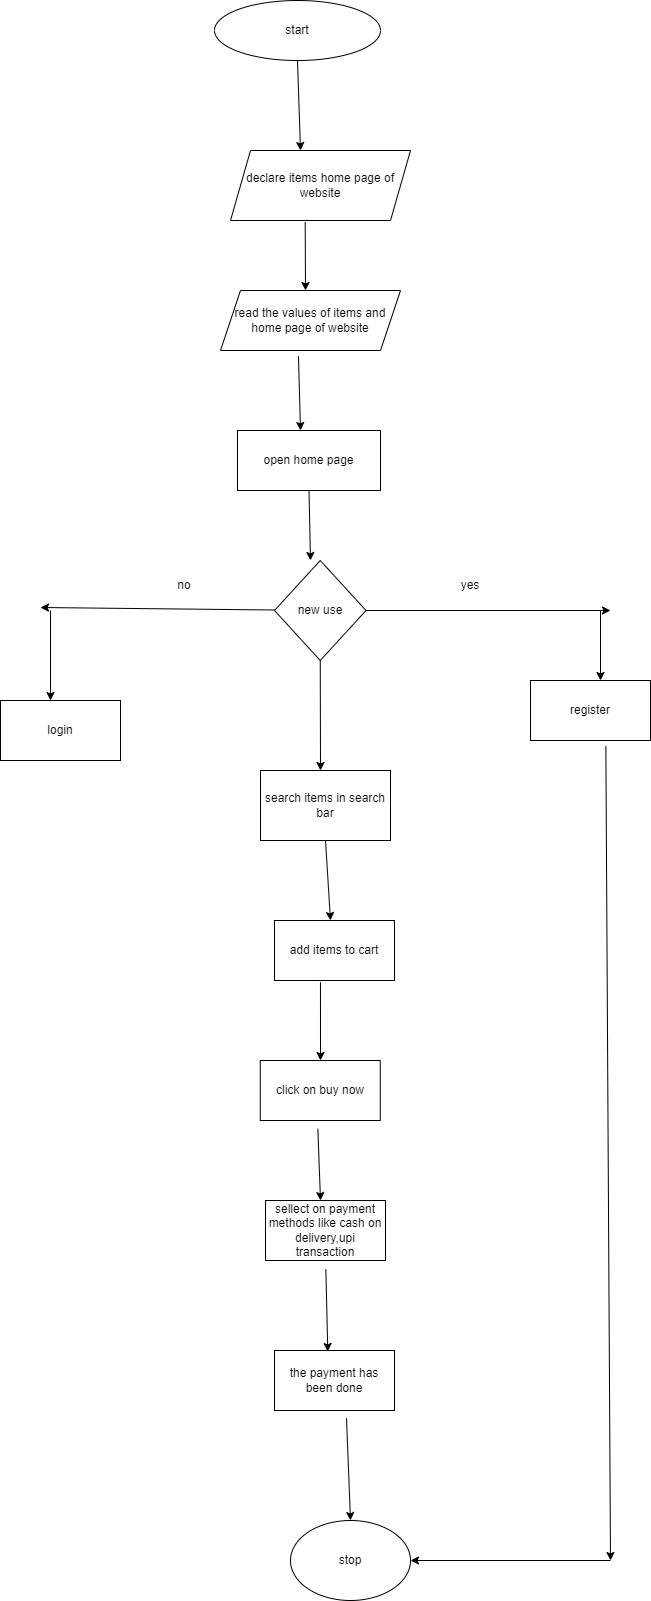 start
declare items home page of
website
read the values of items and
home page of website
open home page
no
yes
new use
login
register
search items in search
bar
add items to cart
click on buy now
sellect on payment
methods like cash on
delivery,upi
transaction
the payment has
been done
stop